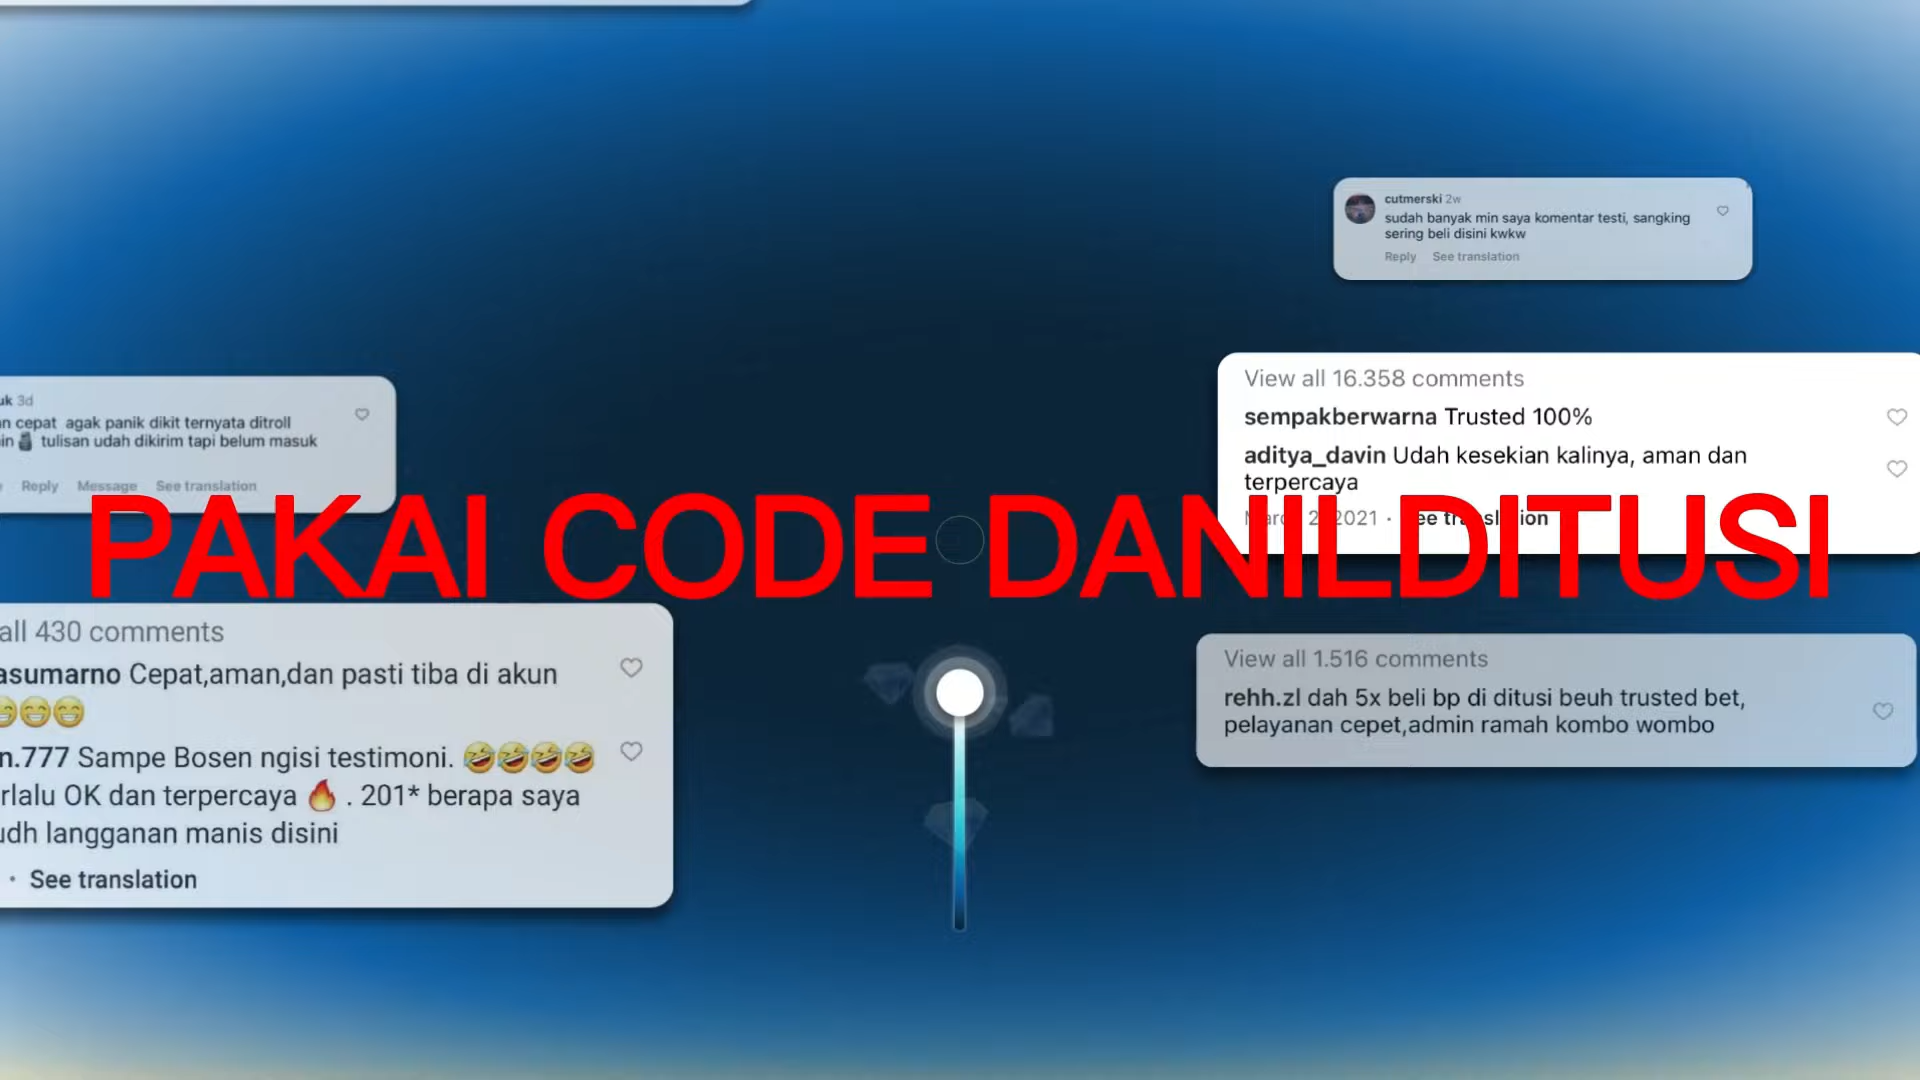 cutmerski 2w
sudah banyak min saya komentar testi, sangking
sering beli disini kwkw
Reply See translation
uk 3d
n cepat agak panik dikit ternyata ditroll
in tulisan udah dikirim tapi belum masuk
Reply Message See translation
View all 16.358 comments
sempakberwarna Trusted 100%
aditya_davin Udah kesekian kalinya, aman dan
terpercaya
2021 · See translation
PAKAI CODE DANILDITUSI
all 430 comments
asumarno Cepat,aman,dan pasti tiba di akun
😁😁😁
n.777 Sampe Bosen ngisi testimoni. 🤣🤣🤣🤣
rlalu OK dan terpercaya 🔥 . 201* berapa saya
udh langganan manis disini
· See translation
View all 1.516 comments
rehh.zl dah 5x beli bp di ditusi beuh trusted bet,
pelayanan cepet,admin ramah kombo wombo